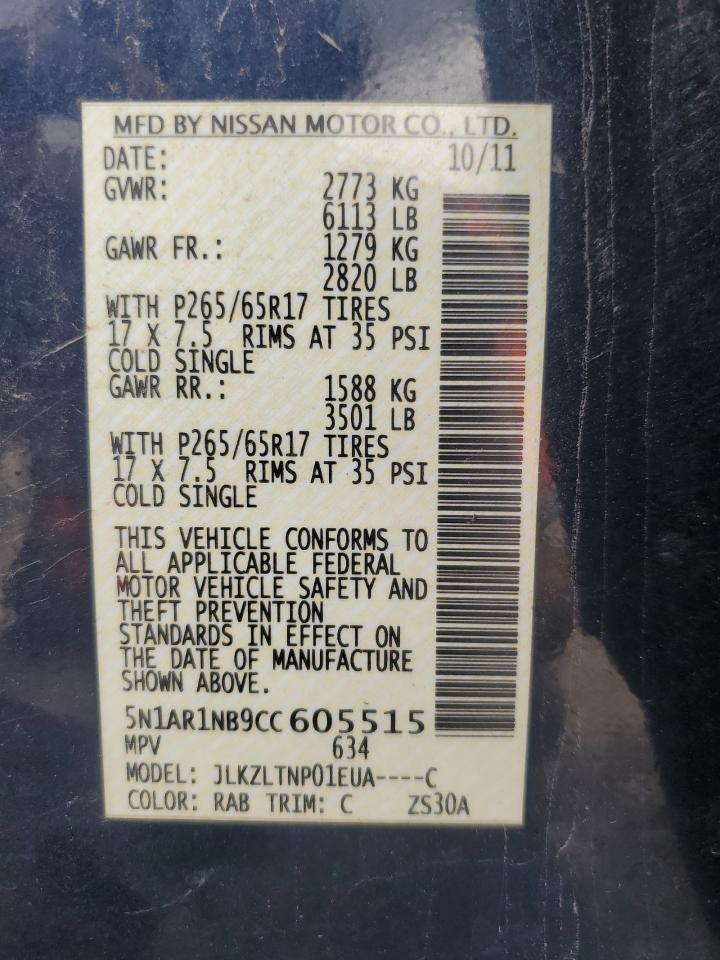 MFD BY NISSAN MOTOR CO., LTD.
DATE: 10/11
GVWR: 2773 KG
6113 LB
GAWR FR.: 1279 KG
2820 LB
WITH P265/65R17 TIRES
17 X 7.5 RIMS AT 35 PSI
COLD SINGLE
GAWR RR.: 1588 KG
3501 LB
WITH P265/65R17 TIRES
17 X 7.5 RIMS AT 35 PSI
COLD SINGLE
THIS VEHICLE CONFORMS TO
ALL APPLICABLE FEDERAL
MOTOR VEHICLE SAFETY AND
THEFT PREVENTION
STANDARDS IN EFFECT ON
THE DATE OF MANUFACTURE
SHOWN ABOVE.
5N1AR1NB9CC605515
MPV 634
MODEL: JLKZLTNP01EUA----C
COLOR: RAB TRIM: C ZS30A